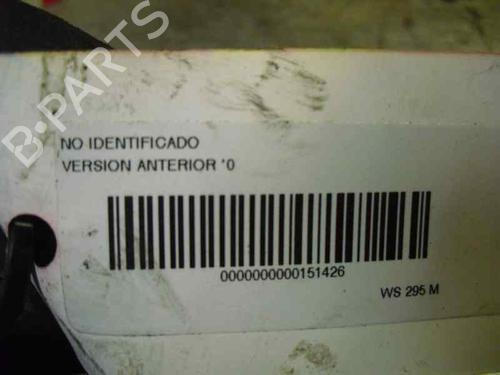 B-PARTS
NO IDENTIFICADO
VERSION ANTERIOR '0
0000000000151426
WS 295 M